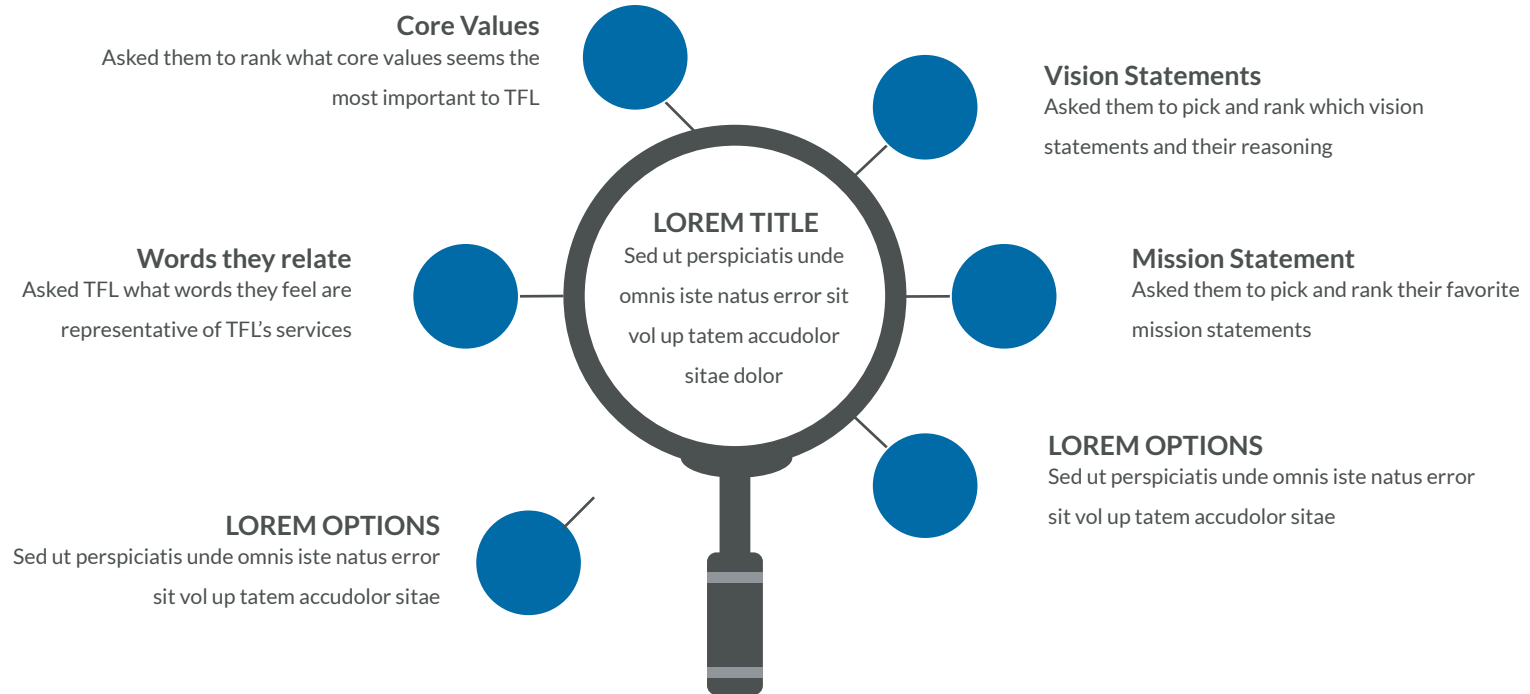 Core Values
Asked them to rank what core values seems the
most important to TFL
Vision Statements
Asked them to pick and rank which vision
statements and their reasoning
LOREM TITLE
Sed ut perspiciatis unde
omnis iste natus error sit
vol up tatem accudolor
sitae dolor
Words they relate
Asked TFL what words they feel are
representative of TFL’s services
Mission Statement
Asked them to pick and rank their favorite
mission statements
LOREM OPTIONS
Sed ut perspiciatis unde omnis iste natus error
sit vol up tatem accudolor sitae
LOREM OPTIONS
Sed ut perspiciatis unde omnis iste natus error
sit vol up tatem accudolor sitae